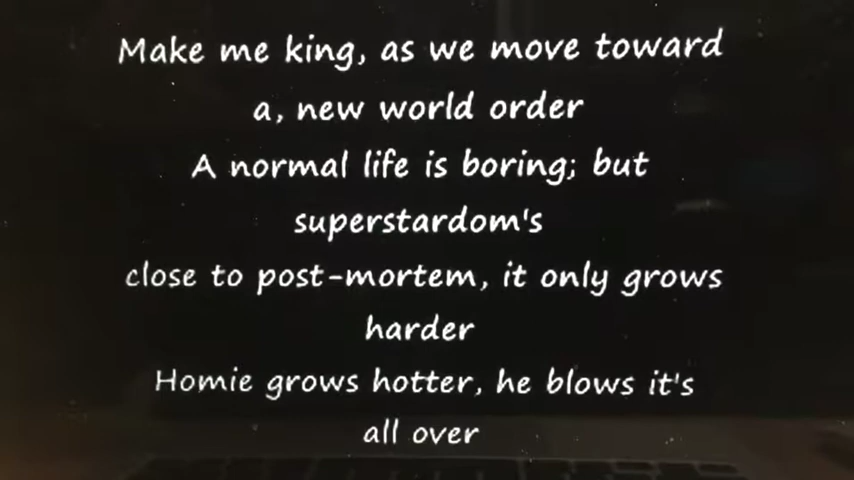 Make me king, as we move toward
a, new world order
A normal life is boring; but
superstardom's
close to post-mortem, it only grows
harder
Homie grows hotter, he blows it's
all over